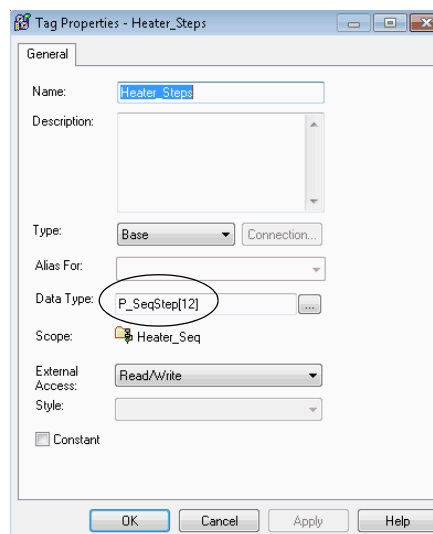 Tag Properties - Heater_Steps
General
Name:
Heater_Steps
Description:
Type:
Base
Connection...
Alias For:
Data Type:
P_SeqStep[12]
...
Scope:
Heater_Seq
External
Access:
Read/Write
Style:
Constant
OK
Cancel
Apply
Help